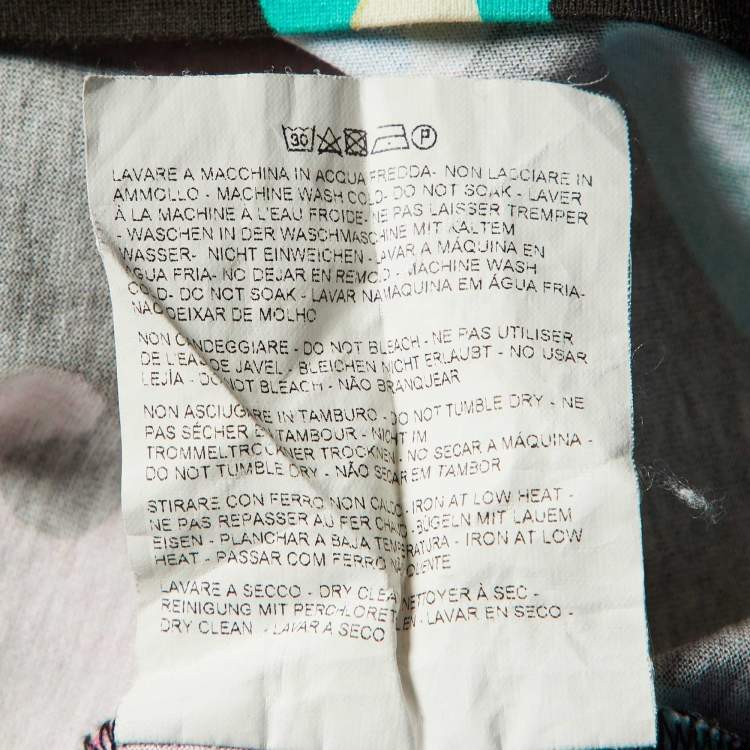 30 P
LAVARE A MACCHINA IN ACQUA FREDDA- NON LASCIARE IN
AMMOLLO - MACHINE WASH COLD- DO NOT SOAK - LAVER
À LA MACHINE A L'EAU FROIDE. NE PAS LAISSER TREMPER
- WASCHEN IN DER WASCHMASCHINE MIT KALTEM
WASSER- NICHT EINWEICHEN -LAVAR A MÁQUINA EN
AGUA FRIA- NO DEJAR EN REMOJO - MACHINE WASH
COLD- DO NOT SOAK - LAVAR NA MAQUINA EM ÁGUA FRIA-
NÃO DEIXAR DE MOLHO
NON CANDEGGIARE - DO NOT BLEACH - NE PAS UTILISER
DE L'EAU DE JAVEL - BLEICHEN NICHT ERLAUBT - NO USAR
LEJÍA - DO NOT BLEACH - NÃO BRANQUEAR
NON ASCIUGARE IN TAMBURO - DO NOT TUMBLE DRY - NE
PAS SÉCHER EN TAMBOUR - NICHT IM
TROMMELTROCKNER TROCKNEN - NO SECAR A MÁQUINA -
DO NOT TUMBLE DRY - NÃO SECAR EM TAMBOR
STIRARE CON FERRO NON CALDO - IRON AT LOW HEAT -
NE PAS REPASSER AU FER CHAUD -BÜGELN MIT LAUEM
EISEN - PLANCHAR A BAJA TEMPERATURA - IRON AT LOW
HEAT - PASSAR COM FERRO NÃO QUENTE
LAVARE A SECCO - DRY CLEAN NETTOYER À SEC -
REINIGUNG MIT PERCHLORETYLEN - LAVAR EN SECO -
DRY CLEAN - LAVAR A SECO